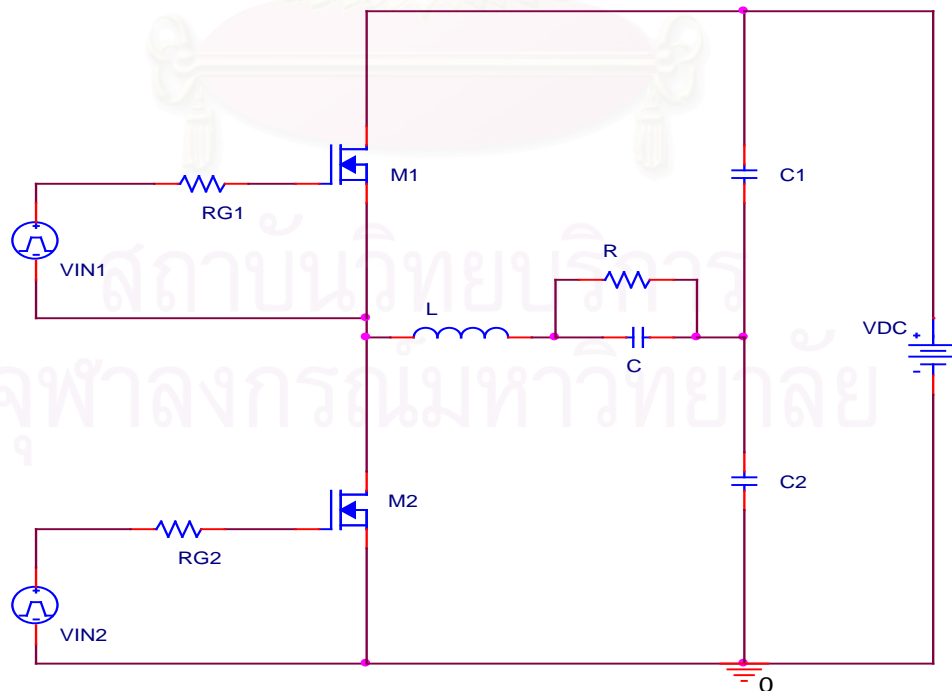 M1
C1
RG1
VIN1
สถาบันวิทยบริการ
R
L
VDC
C
จุฬาลงกรณ์มหาวิทยาลัย
M2
C2
RG2
VIN2
0